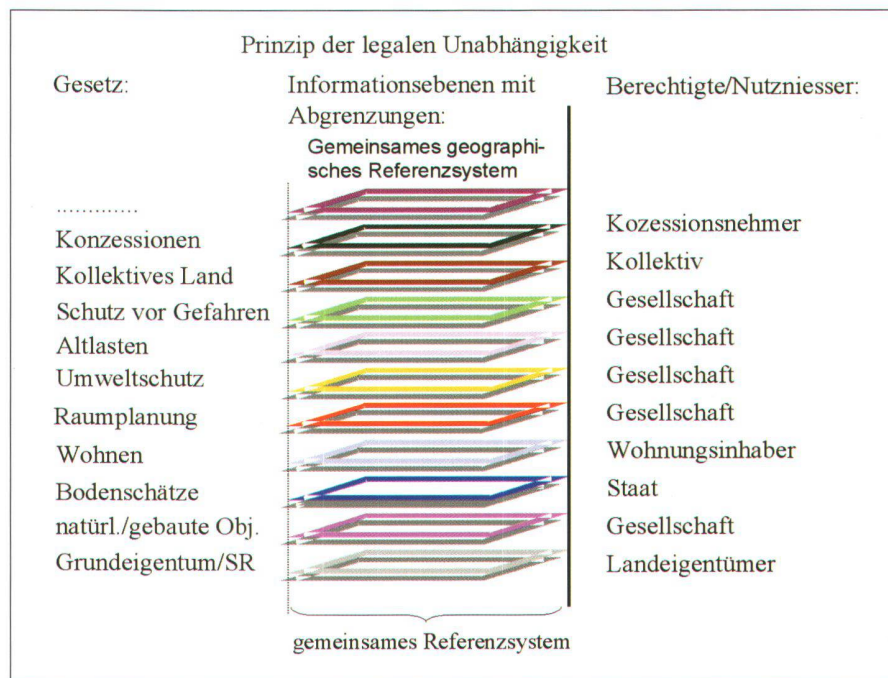 Prinzip der legalen Unabhängigkeit
Gesetz:
Informationsebenen mit
Abgrenzungen:
Berechtigte/Nutzniesser:
Gemeinsames geographi-
sches Referenzsystem
.............
Konzessionen
Kozessionsnehmer
Kollektives Land
Kollektiv
Schutz vor Gefahren
Gesellschaft
Altlasten
Gesellschaft
Umweltschutz
Gesellschaft
Raumplanung
Gesellschaft
Wohnen
Wohnungsinhaber
Bodenschätze
Staat
natürl./gebaute Obj.
Gesellschaft
Grundeigentum/SR
Landeigentümer
gemeinsames Referenzsystem